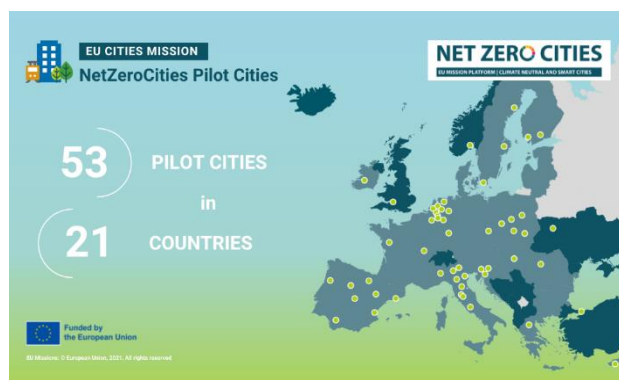 EU CITIES MISSION
NetZeroCities Pilot Cities
NET ZERO CITIES
EU MISSION PLATFORM | CLIMATE NEUTRAL AND SMART CITIES
53
PILOT CITIES
in
21
COUNTRIES
Funded by
the European Union
EU Missions: © European Union, 2021. All rights reserved